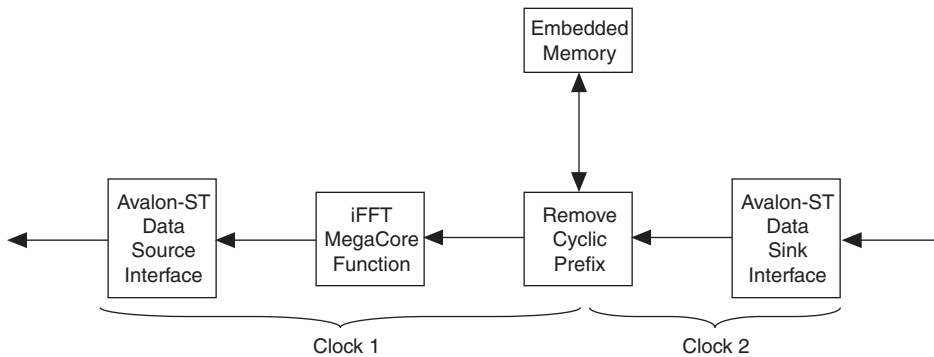 Embedded
Memory
Avalon-ST
Data
Source
Interface
iFFT
MegaCore
Function
Remove
Cyclic
Prefix
Avalon-ST
Data
Sink
Interface
Clock 1
Clock 2